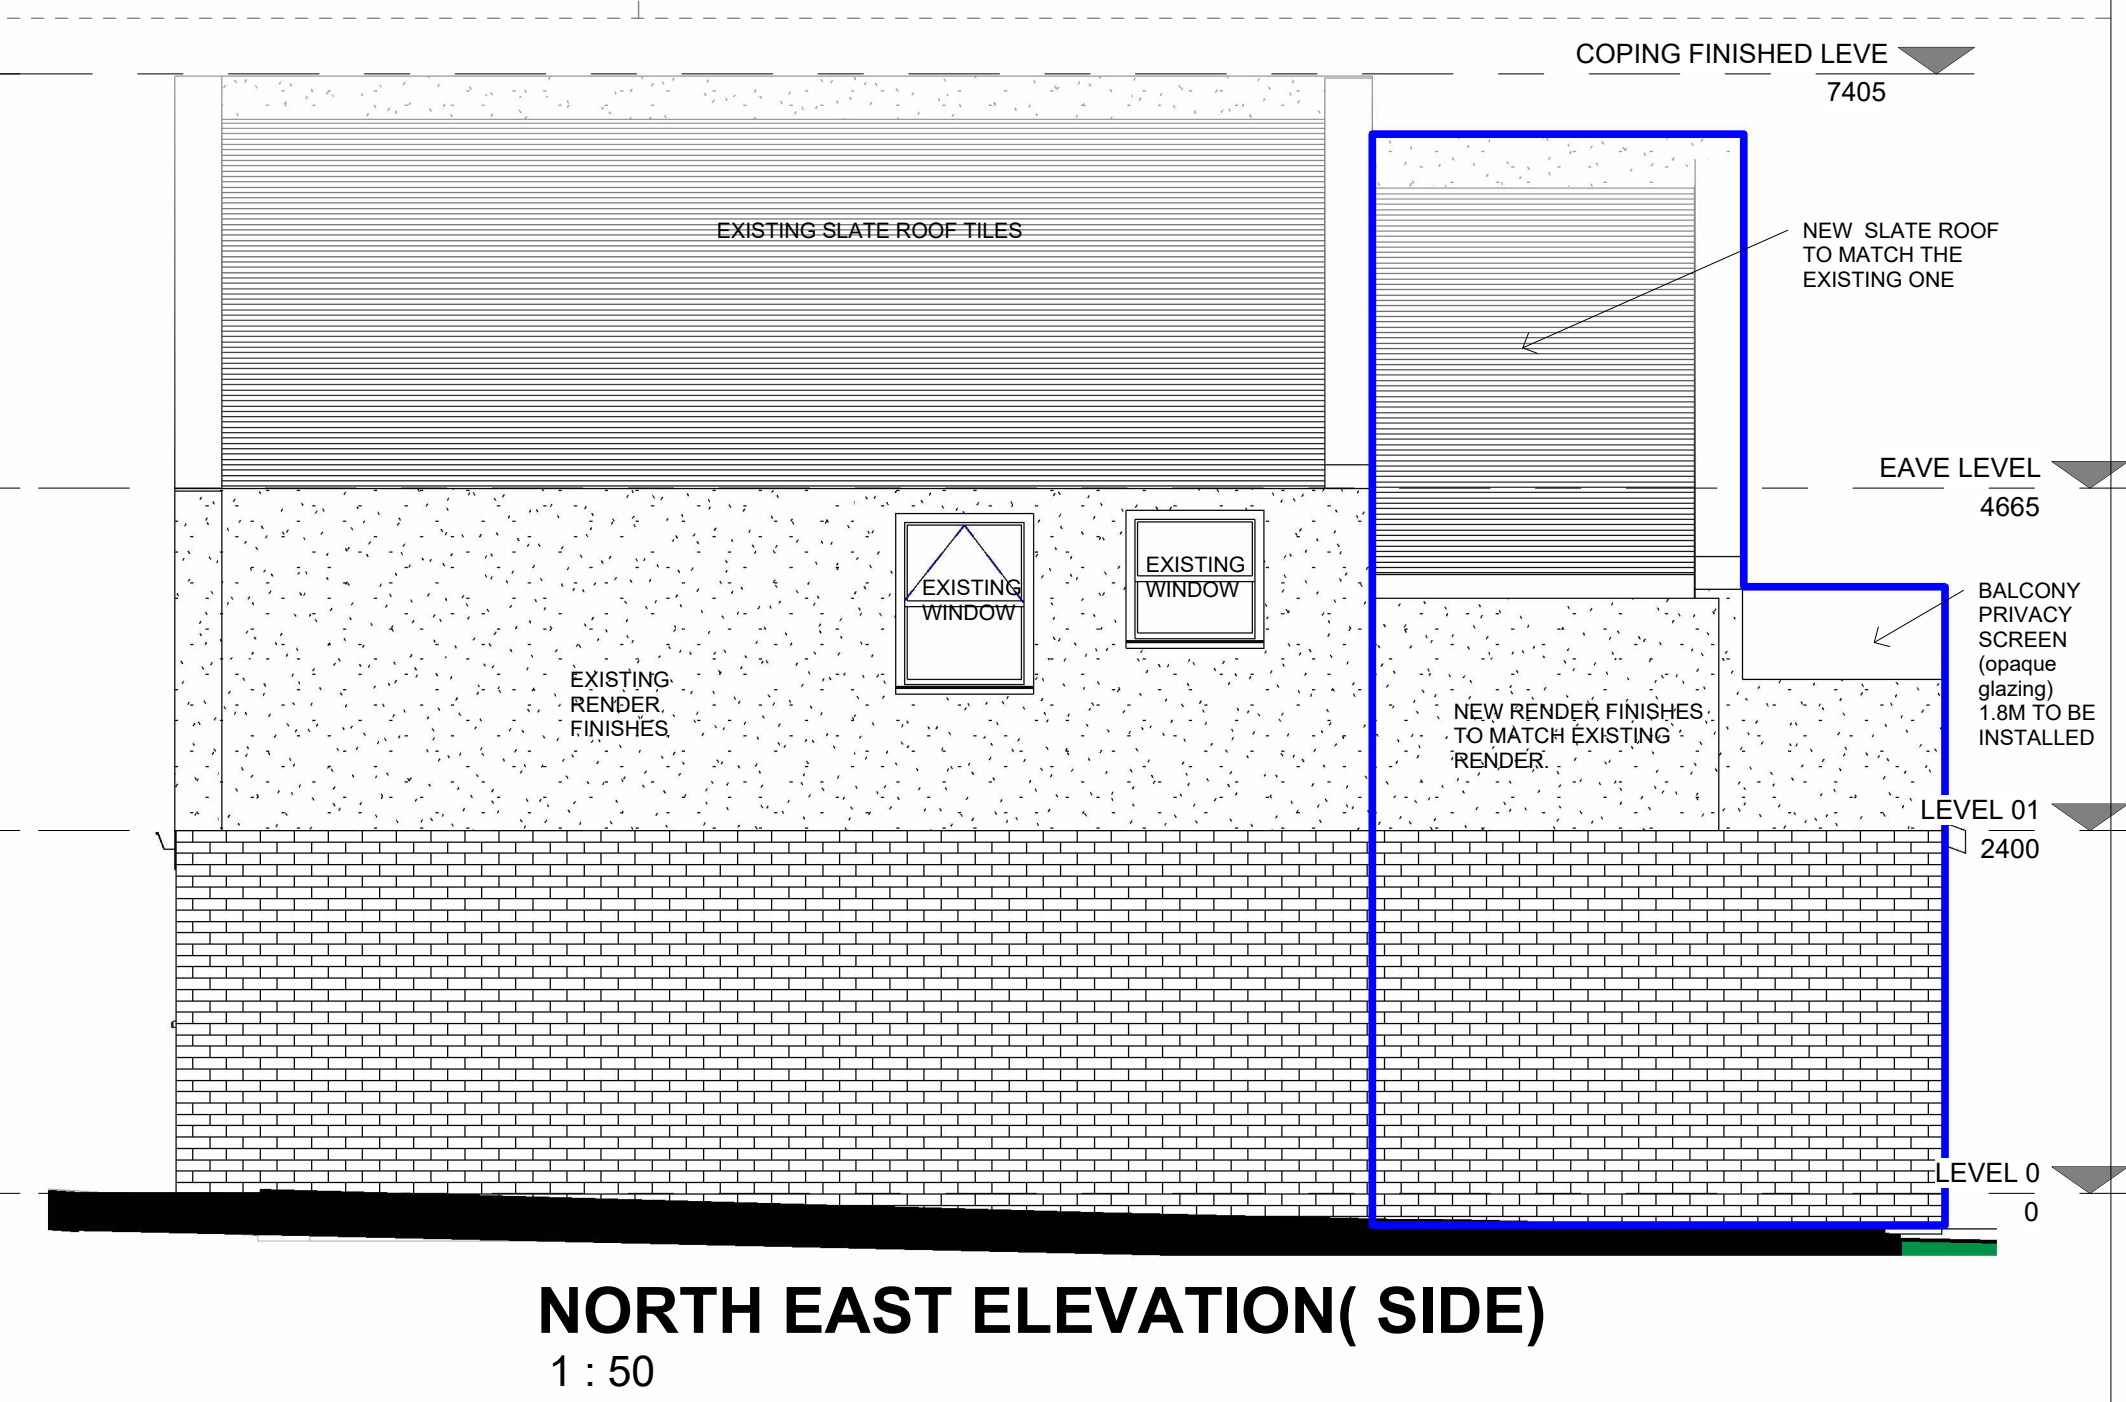 COPING FINISHED LEVE
7405
EXISTING SLATE ROOF TILES
NEW  SLATE ROOF
TO MATCH THE
EXISTING ONE
EAVE LEVEL
4665
EXISTING
WINDOW
EXISTING
WINDOW
BALCONY
PRIVACY
SCREEN
(opaque
glazing)
1.8M TO BE
INSTALLED
EXISTING
RENDER
FINISHES
NEW RENDER FINISHES
TO MATCH EXISTING
RENDER.
LEVEL 01
2400
LEVEL 0
0
NORTH EAST ELEVATION( SIDE)
1 : 50